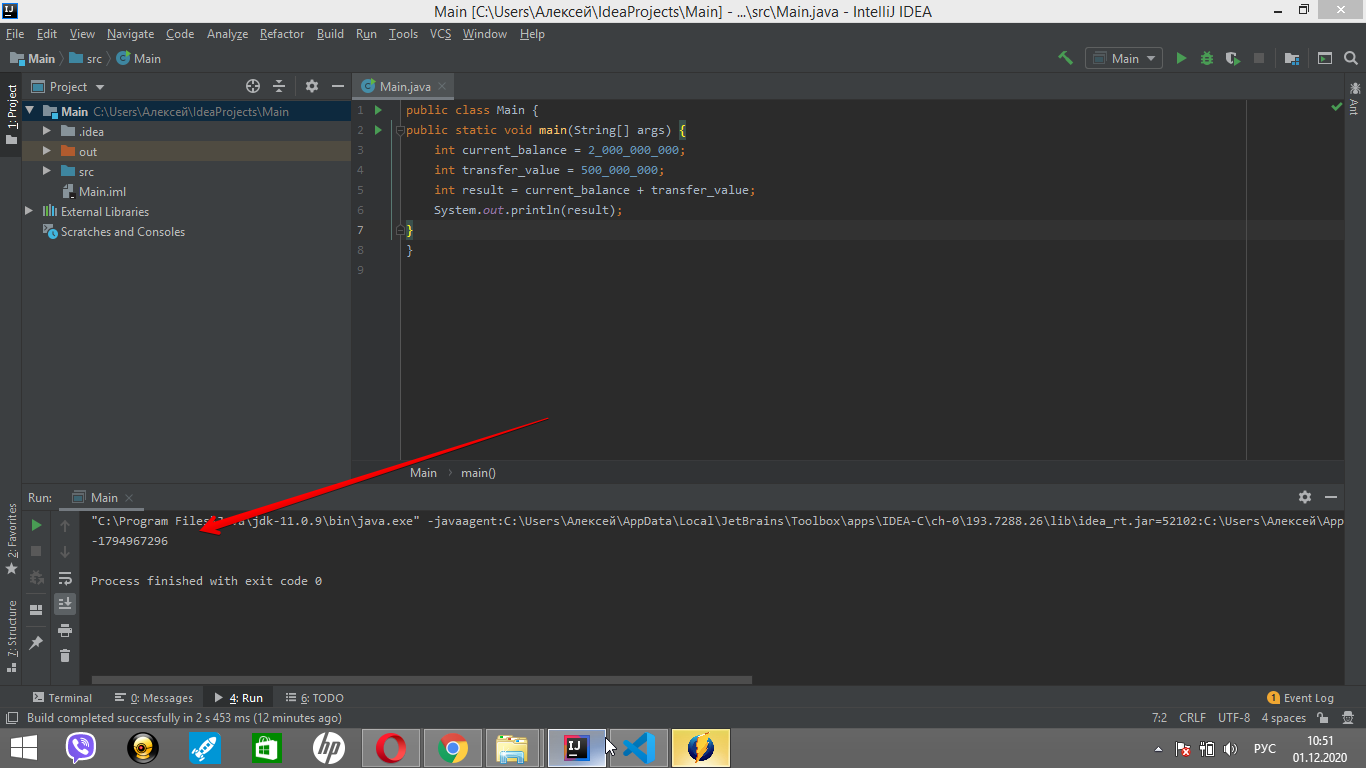 Main [C:\Users\Алексей\IdeaProjects\Main] - ...\src\Main.java - IntelliJ IDEA
File Edit View Navigate Code Analyze Refactor Build Run Tools VCS Window Help
Main src Main
Main
1: Project
Project
Main C:\Users\Алексей\IdeaProjects\Main
.idea
out
src
Main.iml
External Libraries
Scratches and Consoles
Main.java
1 public class Main {
2 public static void main(String[] args) {
3 int current_balance = 2_000_000_000;
4 int transfer_value = 500_000_000;
5 int result = current_balance + transfer_value;
6 System.out.println(result);
7 }
8 }
9
Ant
Main main()
Run: Main
"C:\Program Files\Java\jdk-11.0.9\bin\java.exe" -javaagent:C:\Users\Алексей\AppData\Local\JetBrains\Toolbox\apps\IDEA-C\ch-0\193.7288.26\lib\idea_rt.jar=52102:C:\Users\Алексей\App
-1794967296
Process finished with exit code 0
2: Favorites
7: Structure
Terminal 0: Messages 4: Run 6: TODO
1 Event Log
Build completed successfully in 2 s 453 ms (12 minutes ago)
7:2 CRLF UTF-8 4 spaces
IJ
hp
IJ
РУС
10:51
01.12.2020